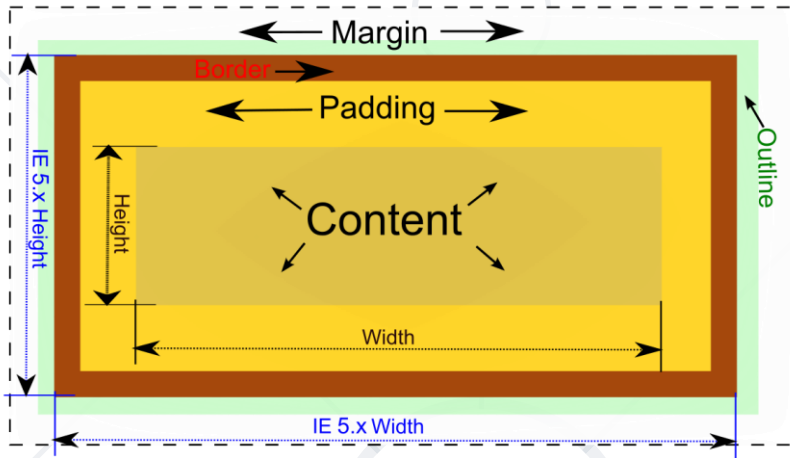 Margin
Border
Padding
Outline
IE 5.x Height
Height
Content
Width
IE 5.x Width